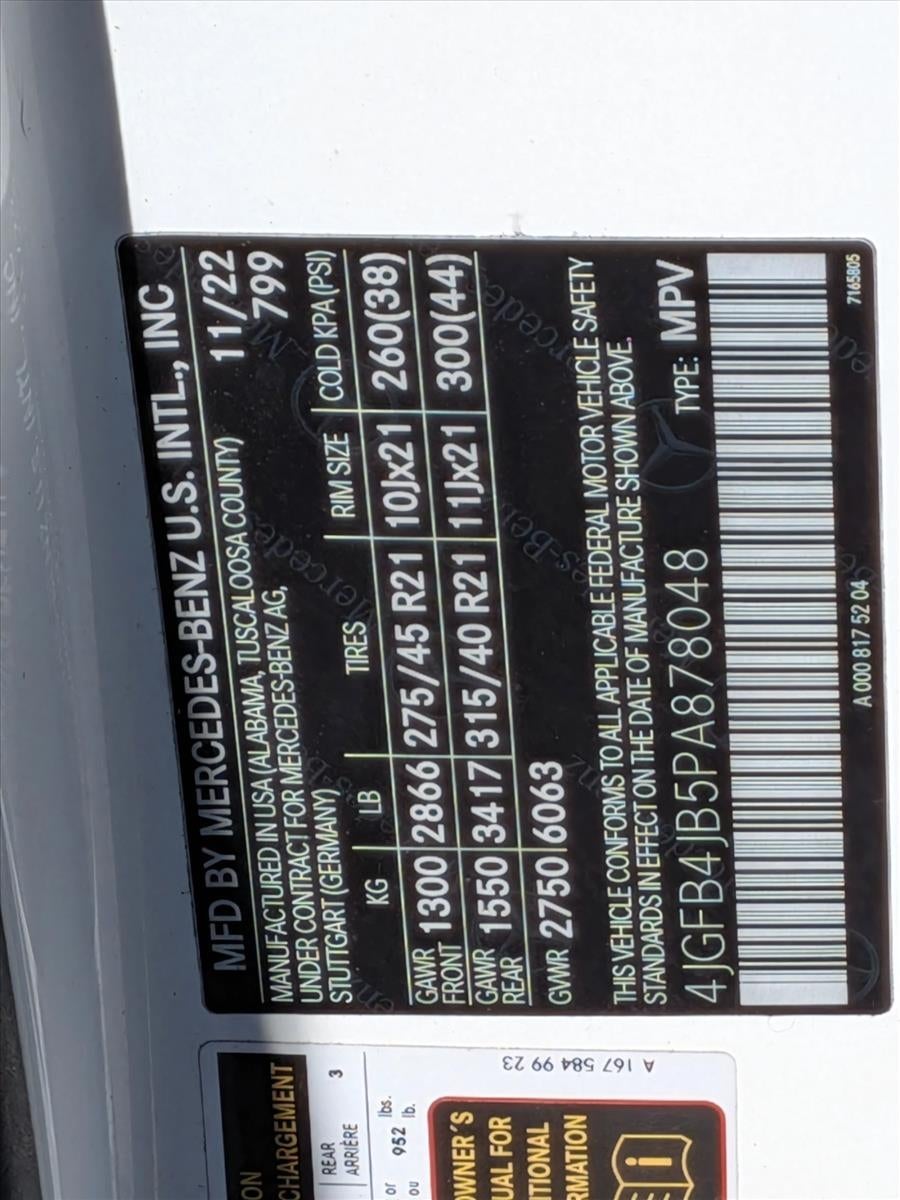 MFD BY MERCEDES-BENZ U.S. INTL., INC
MANUFACTURED IN USA (ALABAMA, TUSCALOOSA COUNTY) 11/22
UNDER CONTRACT FOR MERCEDES-BENZ AG, 799
STUTTGART (GERMANY)
KG LB TIRES RIM SIZE COLD KPA (PSI)
GAWR FRONT 1300 2866 275/45 R21 10Jx21 260(38)
GAWR REAR 1550 3417 315/40 R21 11Jx21 300(44)
GVWR 2750 6063
THIS VEHICLE CONFORMS TO ALL APPLICABLE FEDERAL MOTOR VEHICLE SAFETY
STANDARDS IN EFFECT ON THE DATE OF MANUFACTURE SHOWN ABOVE.
4JGFB4JB5PA878048 TYPE: MPV
A 000 817 52 04 7165805
CHARGEMENT
REAR
ARRIÈRE 3
or
ou 952 lbs.
lb.
OWNER´S
A 167 584 99 23